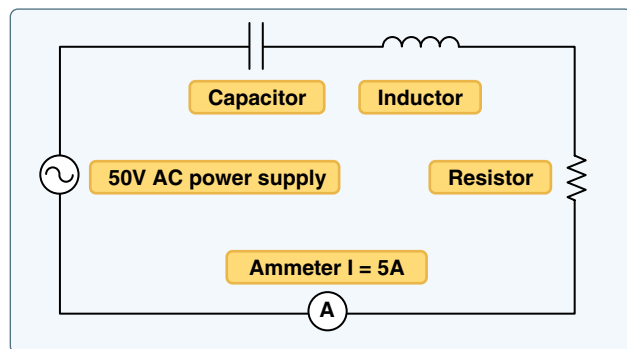 Capacitor
Inductor
50V AC power supply
Resistor
Ammeter I = 5A
A